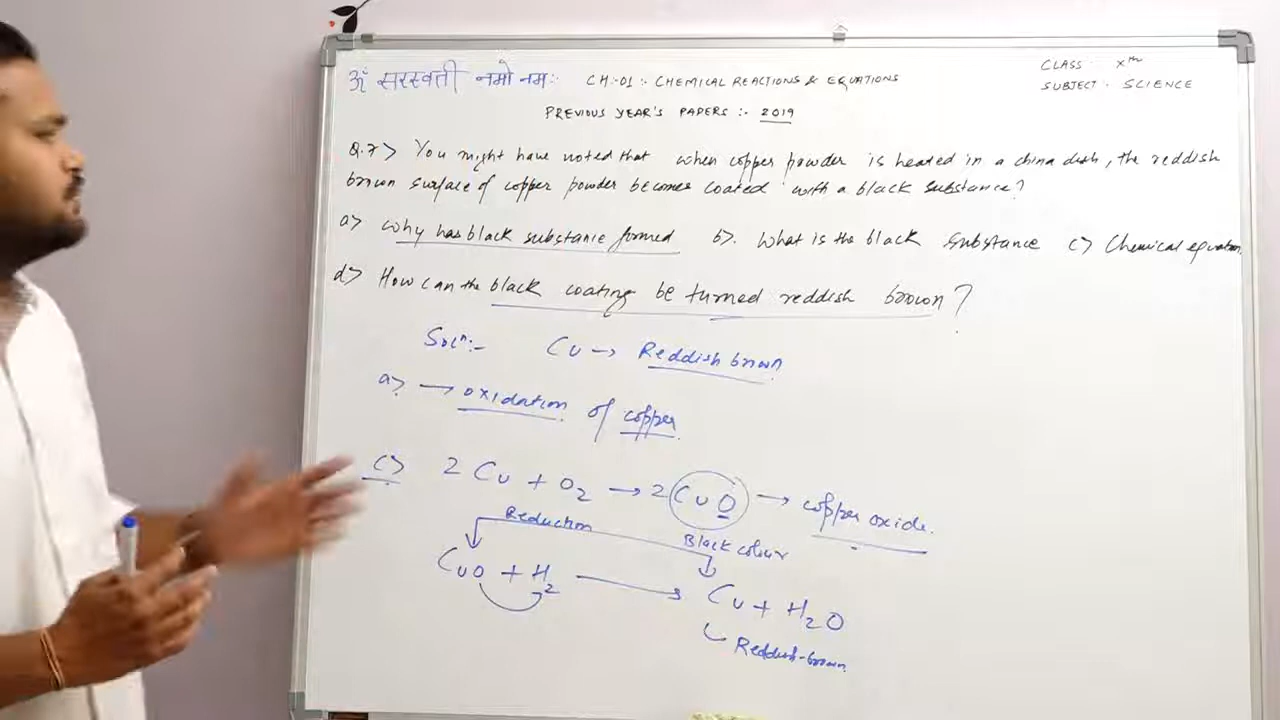 ॐ सरस्वती नमो नमः
CH:-01:- CHEMICAL REACTIONS & EQUATIONS
CLASS : Xth
SUBJECT - SCIENCE
PREVIOUS YEAR'S PAPERS :- 2019
Q.7> You might have noted that when copper powder is heated in a china dish, the reddish
brown surface of copper powder becomes coated with a black substance?
a> Why has black substance formed b>. What is the black substance c> Chemical equation
d> How can the black coating be turned reddish brown?
Solⁿ:- Cu → Reddish brown
a> → oxidation of copper
c> 2 Cu + O₂ → 2 CuO → copper oxide.
Reduction
Black colour
CuO + H₂ → Cu + H₂O
Reddish-brown